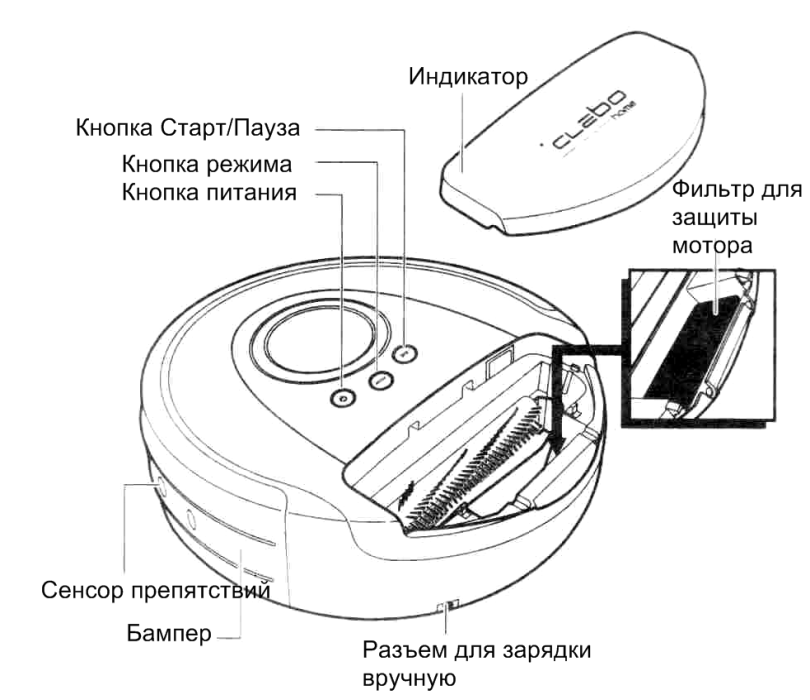 Индикатор
iCLEBO
home
Кнопка Старт/Пауза
Кнопка режима
Кнопка питания
Фильтр для
защиты
мотора
Сенсор препятствий
Бампер
Разъем для зарядки
вручную